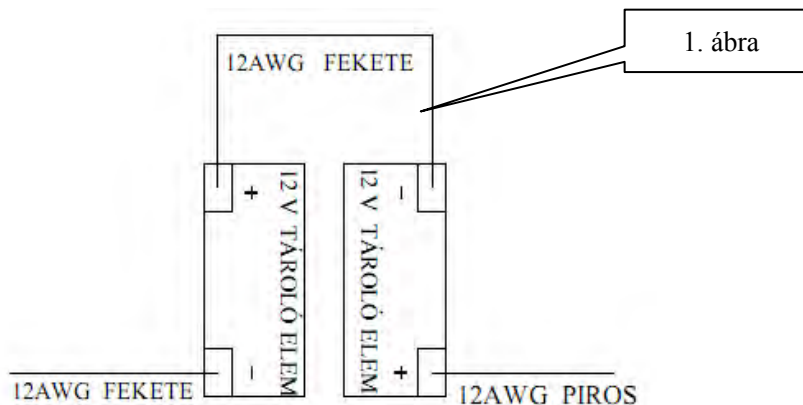 1. ábra
12AWG FEKETE
+
12 V TÁROLÓ ELEM
-
12 V TÁROLÓ ELEM
-
+
12AWG FEKETE
12AWG PIROS